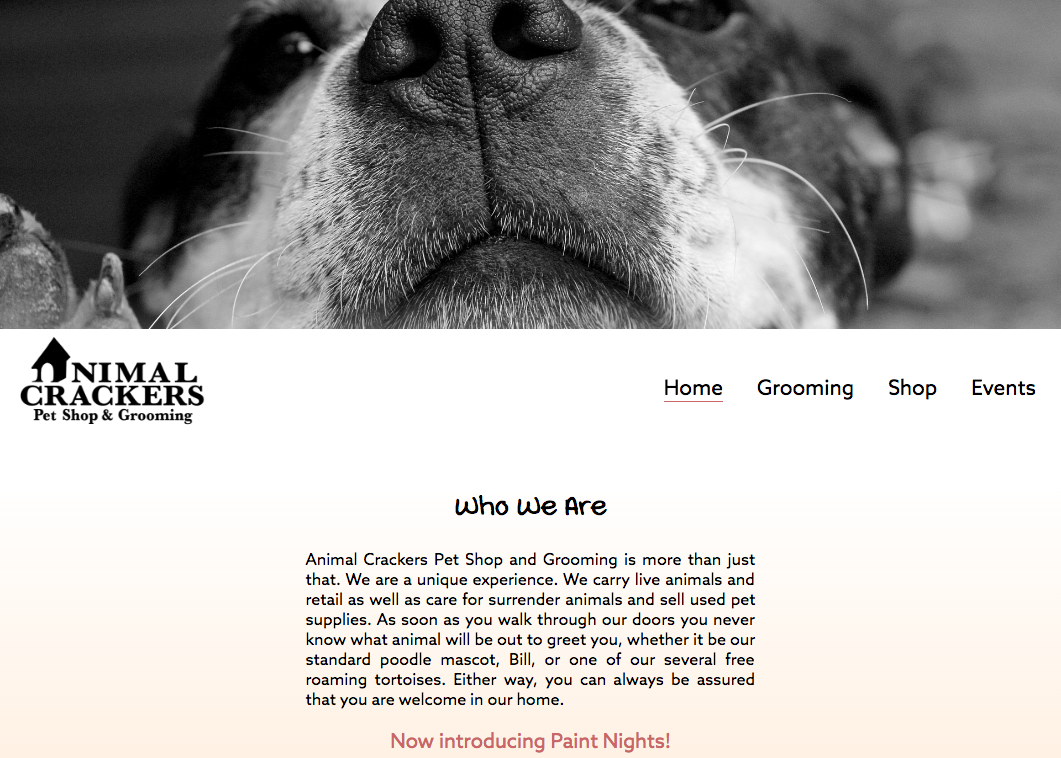 ANIMAL
CRACKERS
Pet Shop & Grooming
Home Grooming Shop Events
Who We Are
Animal Crackers Pet Shop and Grooming is more than just
that. We are a unique experience. We carry live animals and
retail as well as care for surrender animals and sell used pet
supplies. As soon as you walk through our doors you never
know what animal will be out to greet you, whether it be our
standard poodle mascot, Bill, or one of our several free
roaming tortoises. Either way, you can always be assured
that you are welcome in our home.
Now introducing Paint Nights!